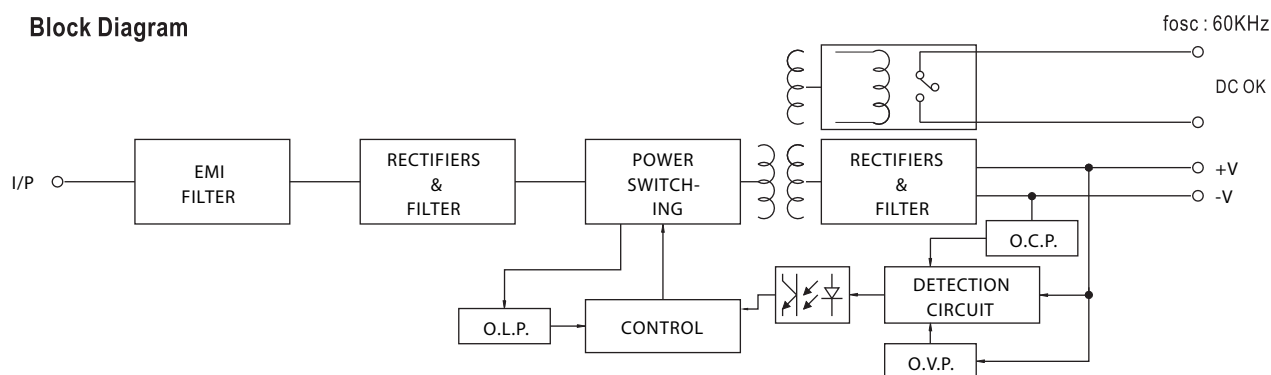 Block Diagram
fosc : 60KHz
DC OK
I/P
EMI
FILTER
RECTIFIERS
&
FILTER
POWER
SWITCH-
ING
RECTIFIERS
&
FILTER
+V
-V
O.C.P.
DETECTION
CIRCUIT
O.L.P.
CONTROL
O.V.P.